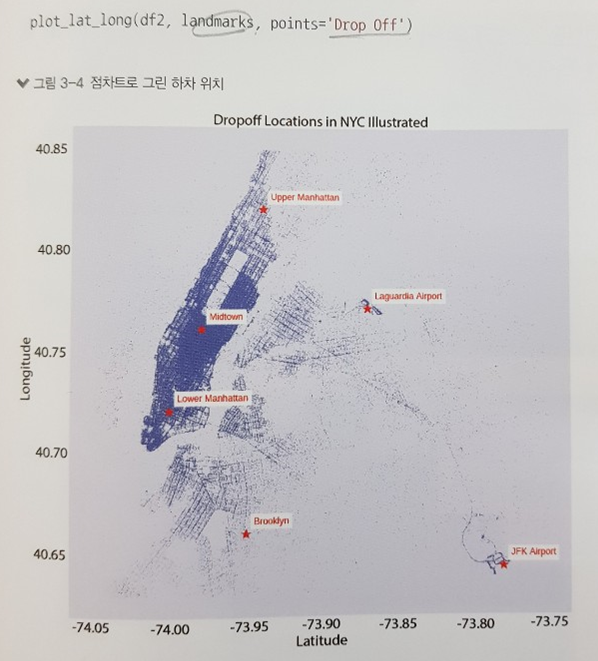 plot_lat_long(df2, landmarks, points='Drop Off')
그림 3-4 점차트로 그린 하차 위치
Dropoff Locations in NYC Illustrated
40.85
Upper Manhattan
40.80
Laguardia Airport
Midtown
40.75
Longitude
Lower Manhattan
40.70
Brooklyn
40.65
JFK Airport
-74.05 -74.00 -73.95 -73.90 -73.85 -73.80 -73.75
Latitude